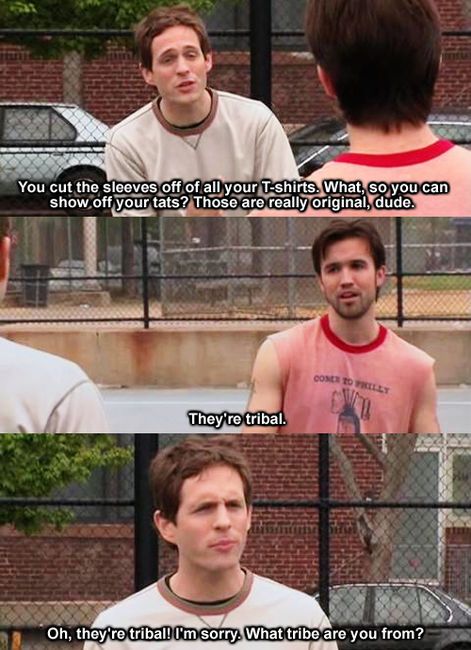 You cut the sleeves off of all your T-shirts. What, so you can
show off your tats? Those are really original, dude.
COME TO PHILLY
They're tribal.
Oh, they're tribal! I'm sorry. What tribe are you from?